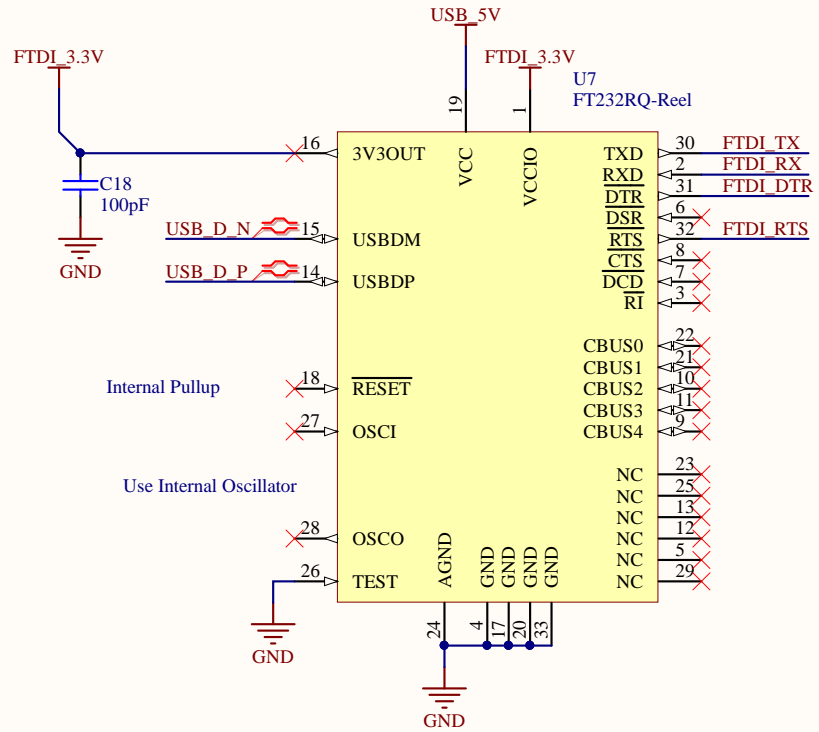 USB_5V
FTDI_3.3V
FTDI_3.3V
U7
FT232RQ-Reel
19
1
VCC
VCCIO
16
3V3OUT
C18
100pF
GND
USB_D_N
15
USBDM
USB_D_P
14
USBDP
Internal Pullup
18
RESET
27
OSCI
Use Internal Oscillator
28
OSCO
26
TEST
GND
TXD
30
FTDI_TX
RXD
2
FTDI_RX
DTR
31
FTDI_DTR
DSR
6
RTS
32
FTDI_RTS
CTS
8
DCD
7
RI
3
CBUS0
22
CBUS1
21
CBUS2
10
CBUS3
11
CBUS4
9
NC
23
NC
25
NC
13
NC
12
NC
5
NC
29
AGND
GND
GND
GND
GND
24
4
17
20
33
GND